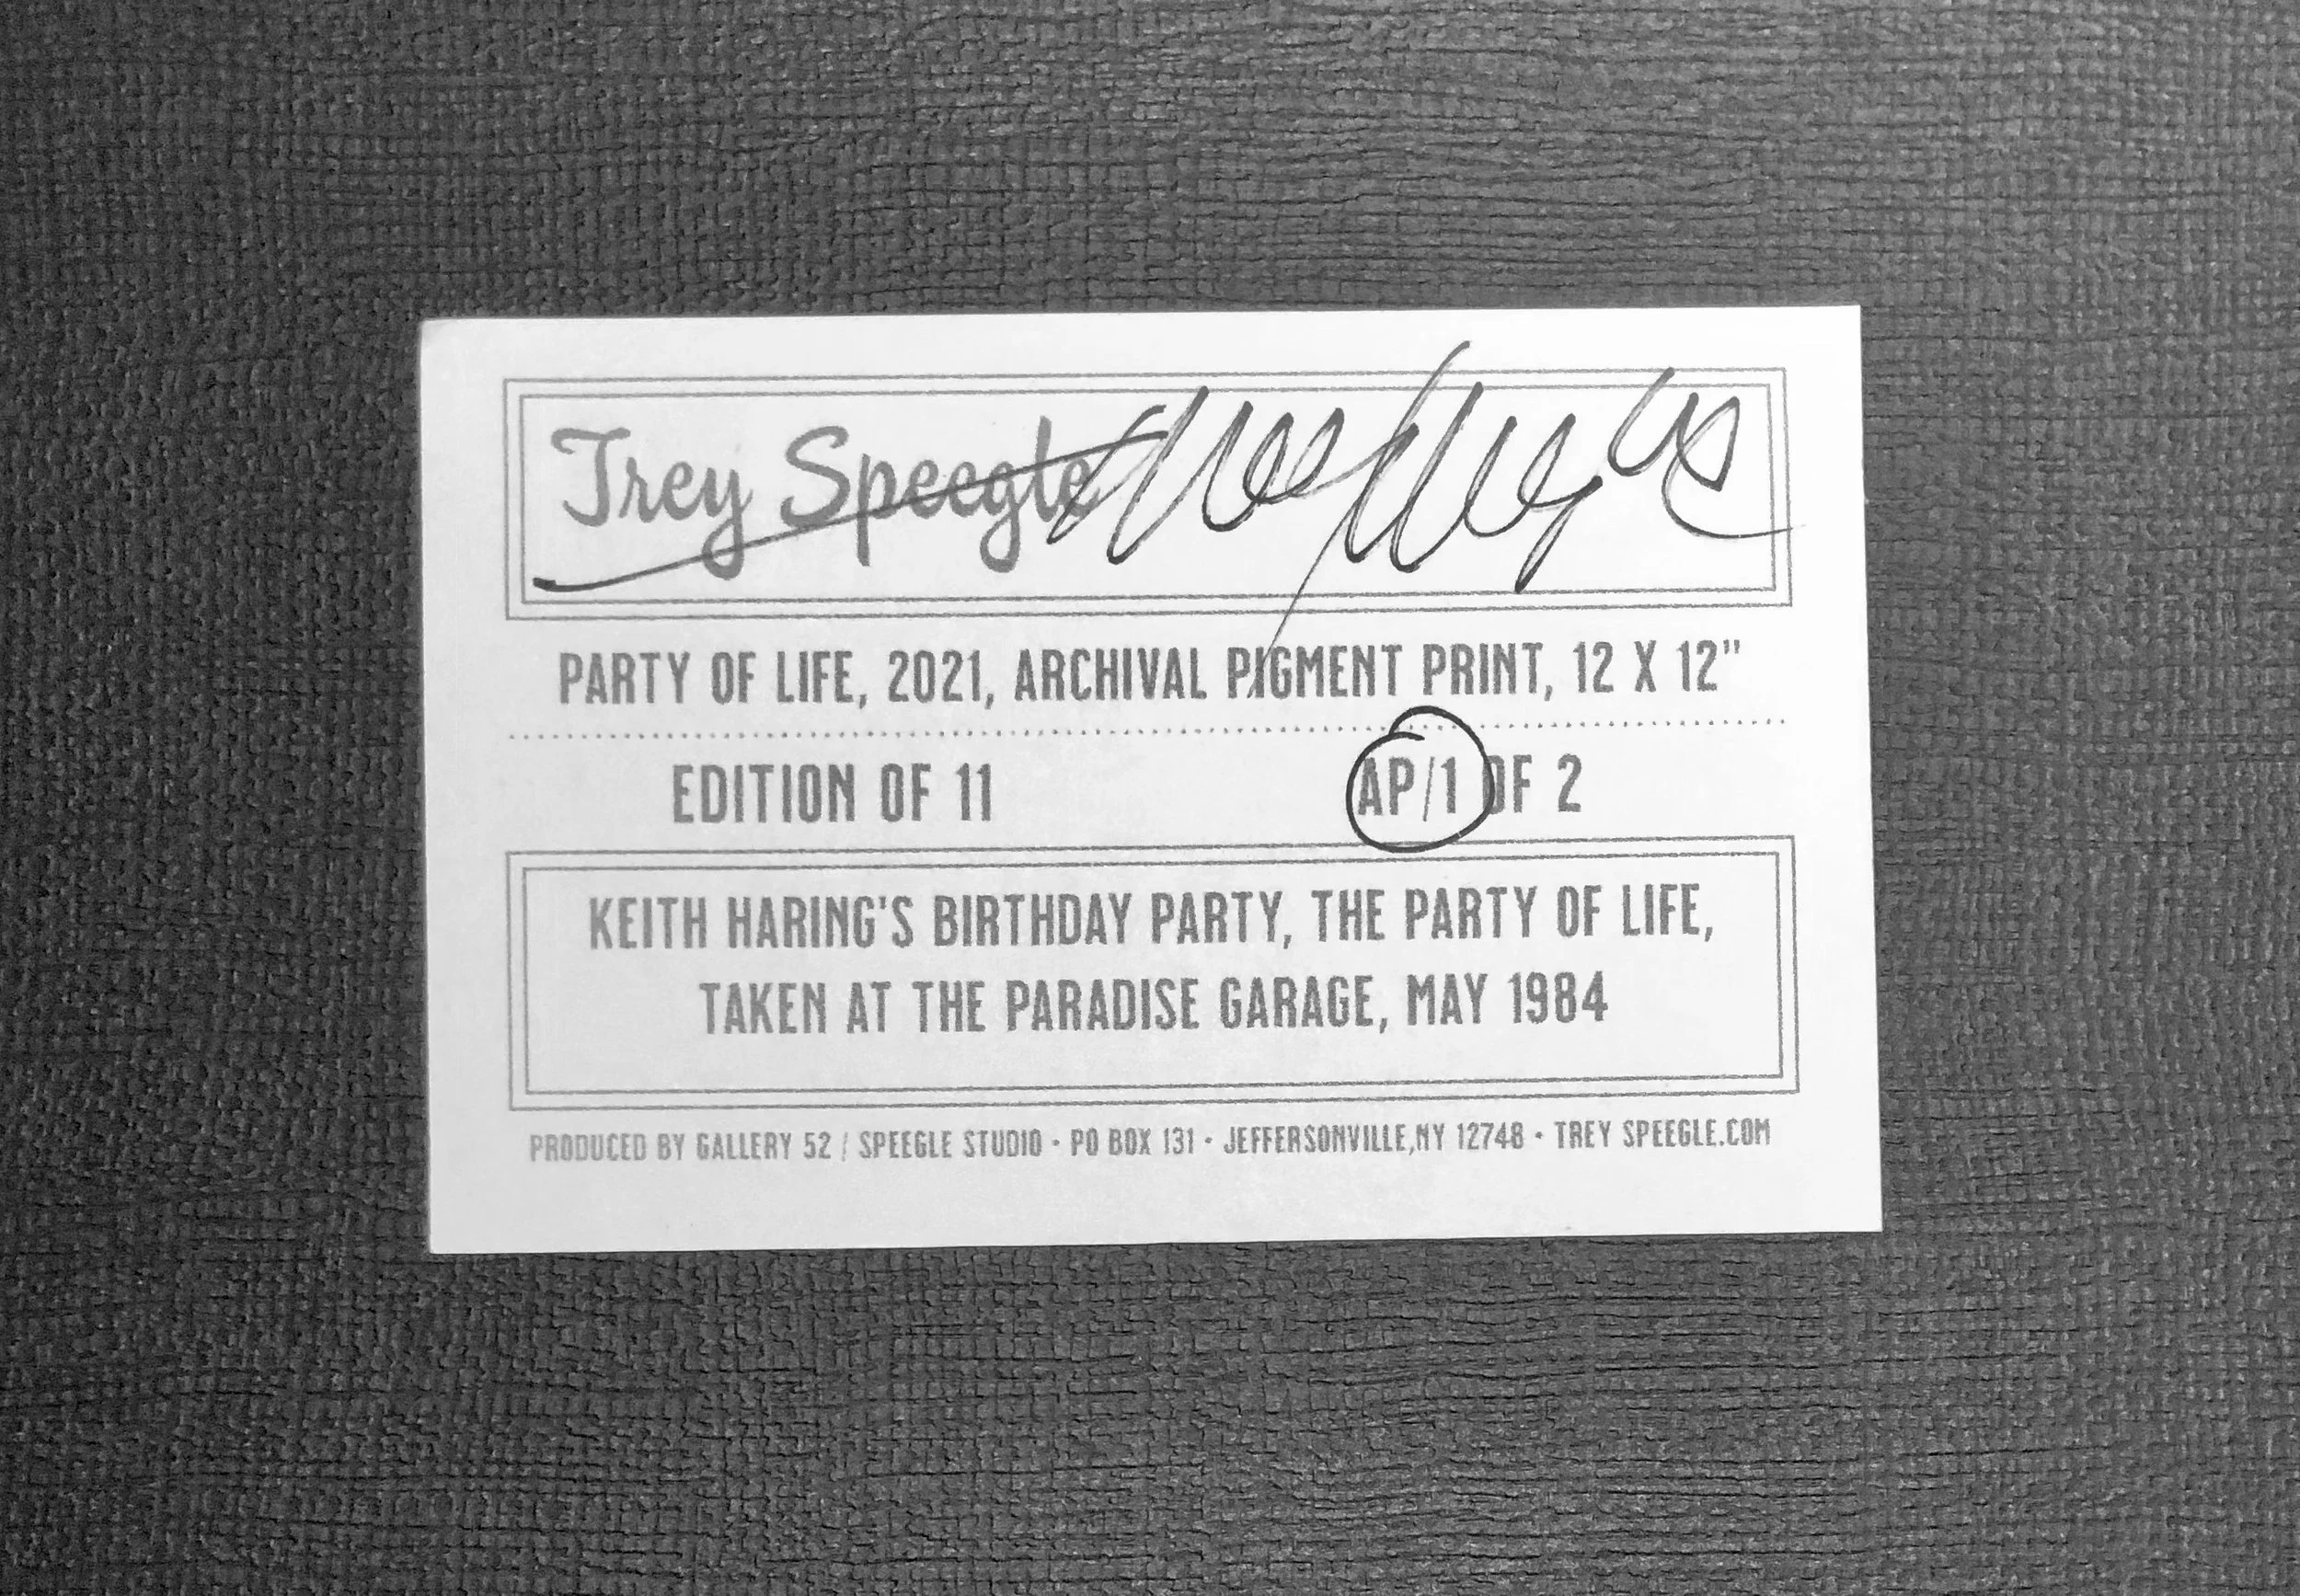 Trey Speegle
PARTY OF LIFE, 2021, ARCHIVAL PIGMENT PRINT, 12 X 12"
EDITION OF 11 AP/1 OF 2
KEITH HARING'S BIRTHDAY PARTY, THE PARTY OF LIFE,
TAKEN AT THE PARADISE GARAGE, MAY 1984
PRODUCED BY GALLERY 52 / SPEEGLE STUDIO • PO BOX 131 • JEFFERSONVILLE,NY 12748 • TREY SPEEGLE.COM